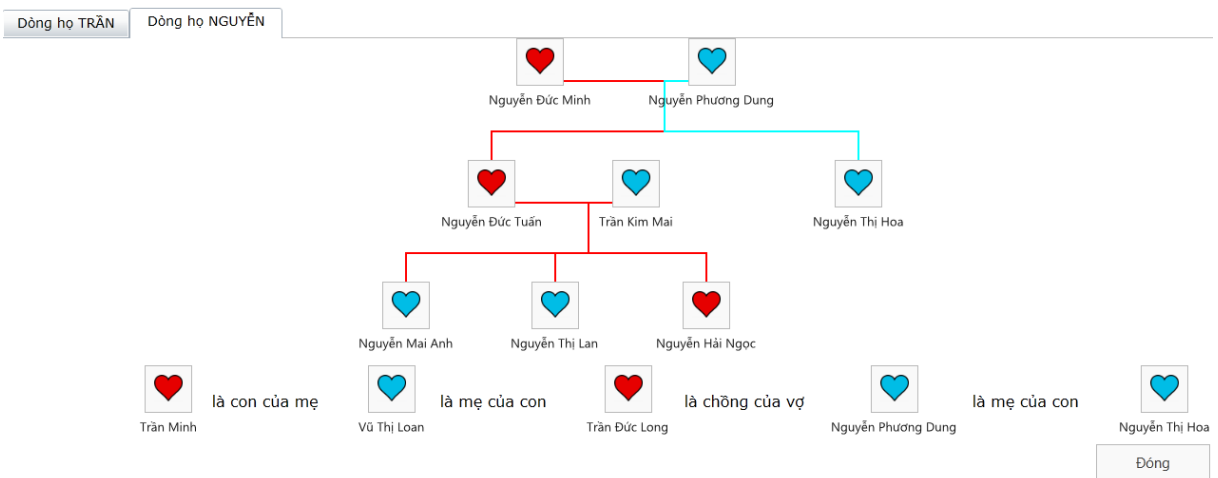 Dòng họ TRẦN Dòng họ NGUYỄN
Nguyễn Đức Minh Nguyễn Phương Dung
Nguyễn Đức Tuấn Trần Kim Mai Nguyễn Thị Hoa
Nguyễn Mai Anh Nguyễn Thị Lan Nguyễn Hải Ngọc
là con của mẹ là mẹ của con là chồng của vợ là mẹ của con
Trần Minh Vũ Thị Loan Trần Đức Long Nguyễn Phương Dung Nguyễn Thị Hoa
Đóng